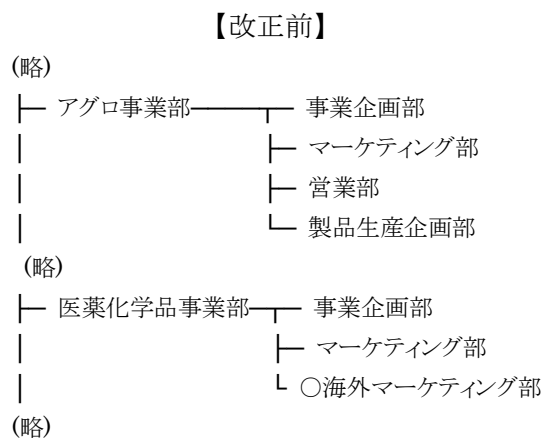 【改正前】
(略)
├─ アグロ事業部────┬─ 事業企画部
│ ├─ マーケティング部
│ ├─ 営業部
│ └─ 製品生産企画部
(略)
├─ 医薬化学品事業部─┬─ 事業企画部
│ ├─ マーケティング部
│ └ ○海外マーケティング部
(略)